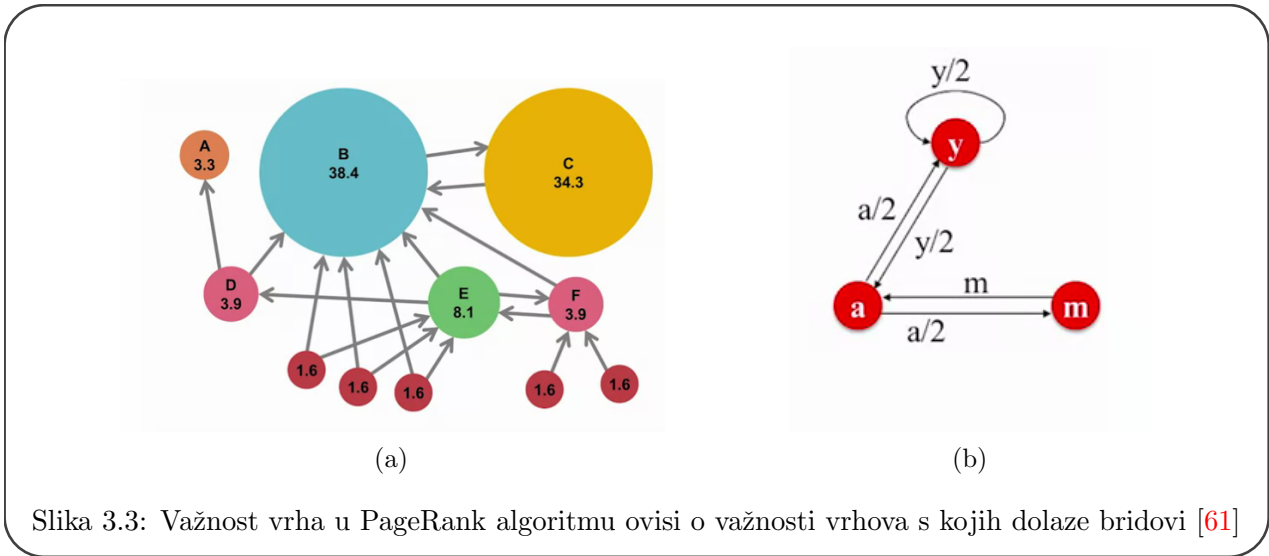 A
3.3
B
38.4
C
34.3
D
3.9
E
8.1
F
3.9
1.6
1.6
1.6
1.6
1.6
(a)
y/2
y
a/2
y/2
a
m
m
a/2
(b)
Slika 3.3: Važnost vrha u PageRank algoritmu ovisi o važnosti vrhova s kojih dolaze bridovi [61]